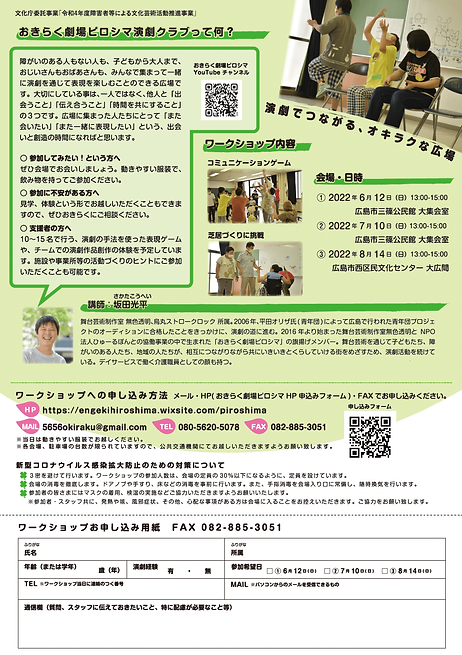 文化庁委託事業「令和4年度障害者等による文化芸術活動推進事業」
おきらく劇場ピロシマ演劇クラブって何？
障がいのある人もない人も、子どもから大人まで、
おじいさんもおばあさんも、みんなで集まって一緒
に演劇を通して表現を楽しむことのできる広場で
す。大切にしている事は、一人ではなく、他人と「出
会うこと」「伝え合うこと」「時間を共にすること」
の3つです。広場に集まった人たちにとって「また
会いたい」「また一緒に表現したい」という、出会
いと創造の時間になればと思います。
○ 参加してみたい！という方へ
ぜひ会場でお会いしましょう。動きやすい服装で、
飲み物を持ってご参加ください。
○ 参加に不安がある方へ
見学、体験という形でお越しいただくこともできま
すので、ぜひおきらくにご相談ください。
○ 支援者の方へ
10〜15名で行う、演劇の手法を使った表現ゲーム
や、チームでの演劇作品創作の体験を予定していま
す。施設や事業所等の活動づくりのヒントにご参加
いただくことも可能です。
おきらく劇場ピロシマ
YouTube チャンネル
演劇でつながる、オキラクな広場
ワークショップ内容
コミュニケーションゲーム
芝居づくりに挑戦
会場・日時
① 2022年6月12日（日）13:00-15:00
広島市三篠公民館 大集会室
② 2022年7月10日（日）13:00-15:00
広島市三篠公民館 大集会室
③ 2022年8月14日（日）13:00-15:00
広島市西区民文化センター 大広間
さかたこうへい
講師：坂田光平
舞台芸術制作室 無色透明、烏丸ストロークロック 所属。2006年、平田オリザ氏（青年団）によって広島で行われた青年団プロジェ
クトのオーディションに合格したことをきっかけに、演劇の道に進む。2016年より始まった舞台芸術制作室無色透明と NPO
法人ひゅーるぽんとの協働事業の中で生まれた「おきらく劇場ピロシマ」の旗揚げメンバー。舞台芸術を通じて子どもたち、障
がいのある人たち、地域の人たちが、相互につながりながら共にいきいきとくらしていける街をめざすため、演劇活動を続けて
いる。デイサービスで働く介護職員としての顔も持つ。
ワークショップへの申し込み方法 メール・HP(おきらく劇場ピロシマHP申込みフォーム)・FAXでお申し込みください。
HP https://engekihiroshima.wixsite.com/piroshima
申し込みフォーム
MAIL 5656okiraku@gmail.com TEL 080-5620-5078 FAX 082-885-3051
※当日は動きやすい服装でお越しください。
※各会場、駐車場の台数が限られていますので、公共交通機関にてお越しいただきますようお願い致します。
新型コロナウイルス感染拡大防止のための対策について
3密を避けて行います。ワークショップの参加人数は、会場の定員の30％以下になるように、定員を設けています。
会場の消毒を徹底します。ドアノブや手すり、床などの消毒を事前に行います。また、手指消毒を会場入り口に常備し、随時換気を行います。
参加者の皆さまにはマスクの着用、検温の実施などご協力いただきますようお願いいたします。
※参加者・スタッフ共に、発熱や咳、風邪症状、その他、心配な事項がある方は会場に入ることをお控えいただきます。ご協力をお願い致します。
ワークショップお申し込み用紙 FAX 082-885-3051
ふりがな
氏名
ふりがな
所属
年齢（または学年） 歳（年） 演劇経験 有 ・ 無 参加希望日 □①6月12日(日) □②7月10日(日) □③8月14日(日)
TEL ※ワークショップ当日に連絡のつく番号
MAIL ※パソコンからのメールを受信できるもの
通信欄（質問、スタッフに伝えておきたいこと、特に配慮が必要なこと等）